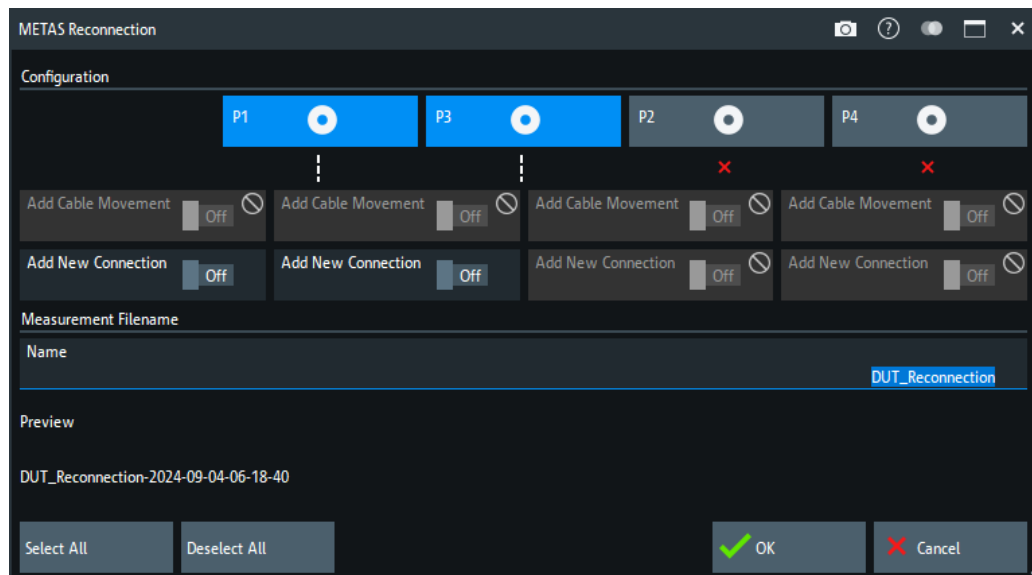 METAS Reconnection
Configuration
P1 P3 P2 P4
Add Cable Movement Off Add Cable Movement Off Add Cable Movement Off Add Cable Movement Off
Add New Connection Off Add New Connection Off Add New Connection Off Add New Connection Off
Measurement Filename
Name
DUT_Reconnection
Preview
DUT_Reconnection-2024-09-04-06-18-40
Select All Deselect All OK Cancel